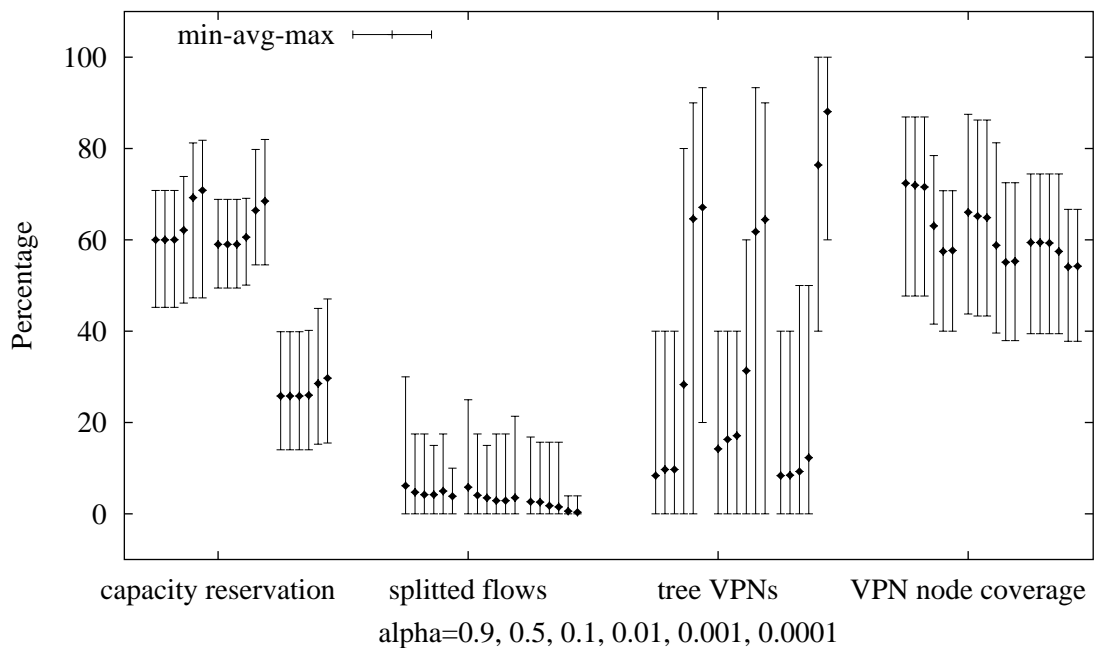 min-avg-max
100
80
60
40
20
0
Percentage
capacity reservation splitted flows tree VPNs VPN node coverage
alpha=0.9, 0.5, 0.1, 0.01, 0.001, 0.0001